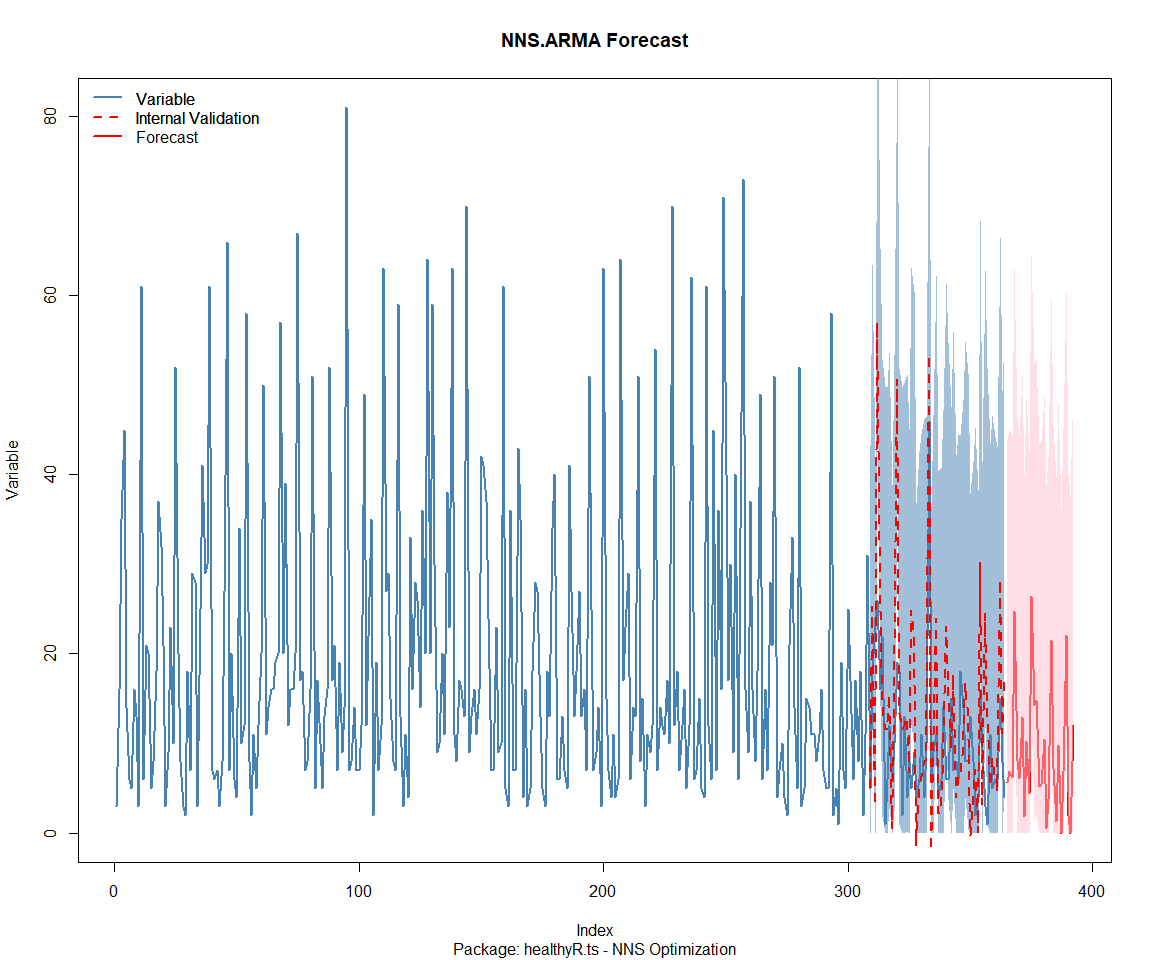 NNS.ARMA Forecast
Variable
Internal Validation
Forecast
Variable
80
60
40
20
0
0 100 200 300 400
Index
Package: healthyR.ts - NNS Optimization